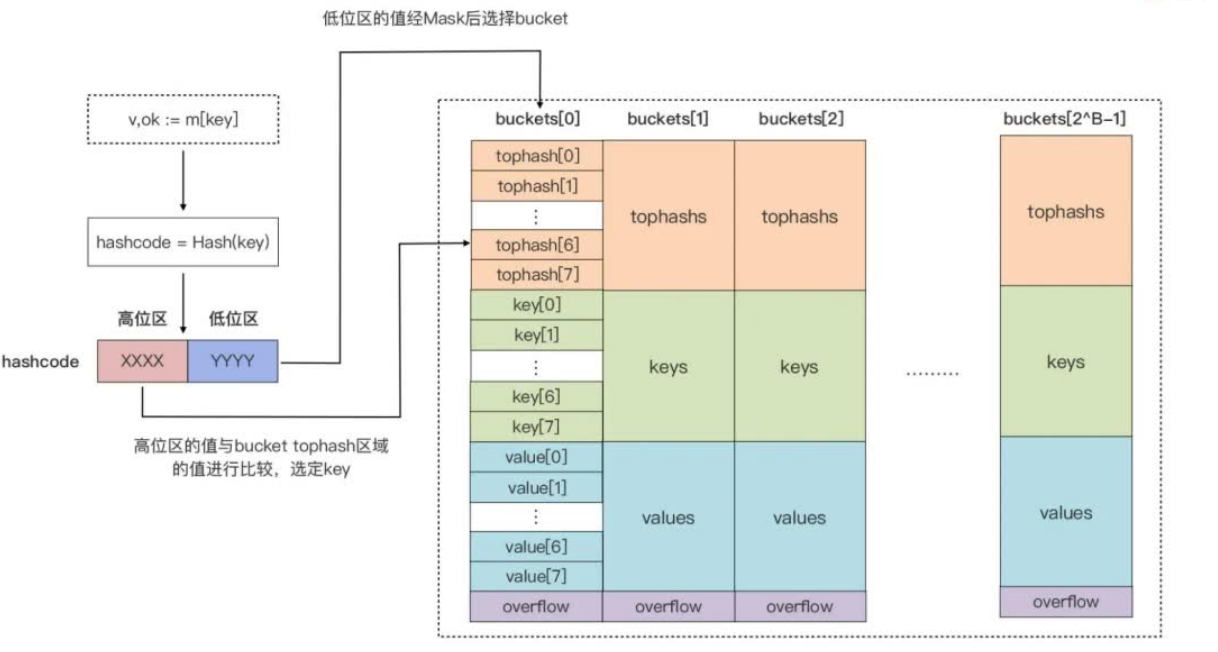 低位区的值经Mask后选择bucket
v,ok := m[key]
hashcode = Hash(key)
高位区 低位区
hashcode XXXX YYYY
高位区的值与bucket tophash区域
的值进行比较，选定key
buckets[0] buckets[1] buckets[2] buckets[2^B-1]
tophash[0]
tophash[1]
⋮
tophash[6]
tophash[7]
tophashs tophashs tophashs
key[0]
key[1]
⋮
key[6]
key[7]
keys keys ......... keys
value[0]
value[1]
⋮
value[6]
value[7]
values values values
overflow overflow overflow overflow